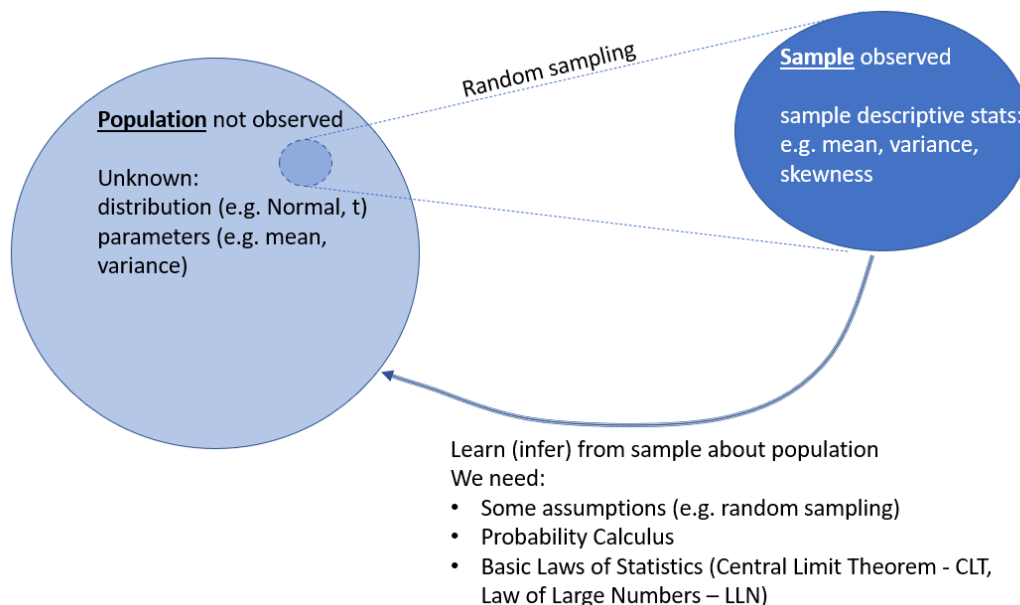 Population not observed
Unknown:
distribution (e.g. Normal, t)
parameters (e.g. mean,
variance)
Random sampling
Sample observed
sample descriptive stats:
e.g. mean, variance,
skewness
Learn (infer) from sample about population
We need:
• Some assumptions (e.g. random sampling)
• Probability Calculus
• Basic Laws of Statistics (Central Limit Theorem - CLT,
Law of Large Numbers – LLN)